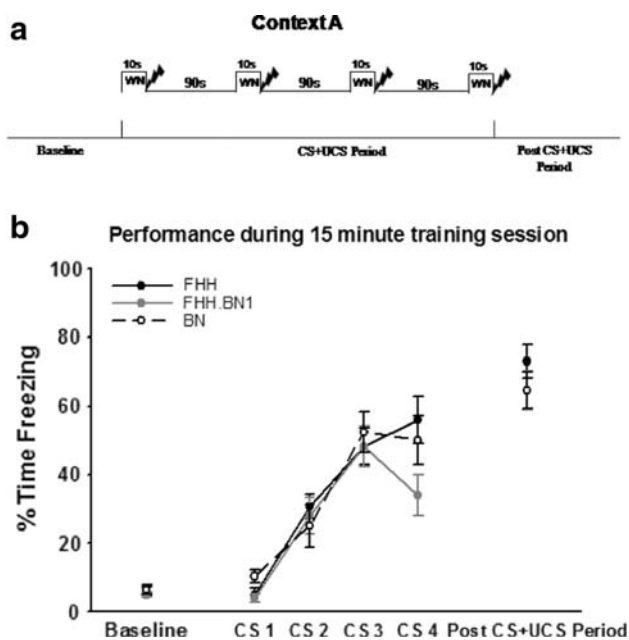 a
Context A
10s 10s 10s 10s
WN 90s WN 90s WN 90s WN
Baseline CS+UCS Period Post CS+UCS
Period
b
Performance during 15 minute training session
100
80
60
40
20
0
% Time Freezing
FHH
FHH.BN1
BN
Baseline CS 1 CS 2 CS 3 CS 4 Post CS+UCS Period